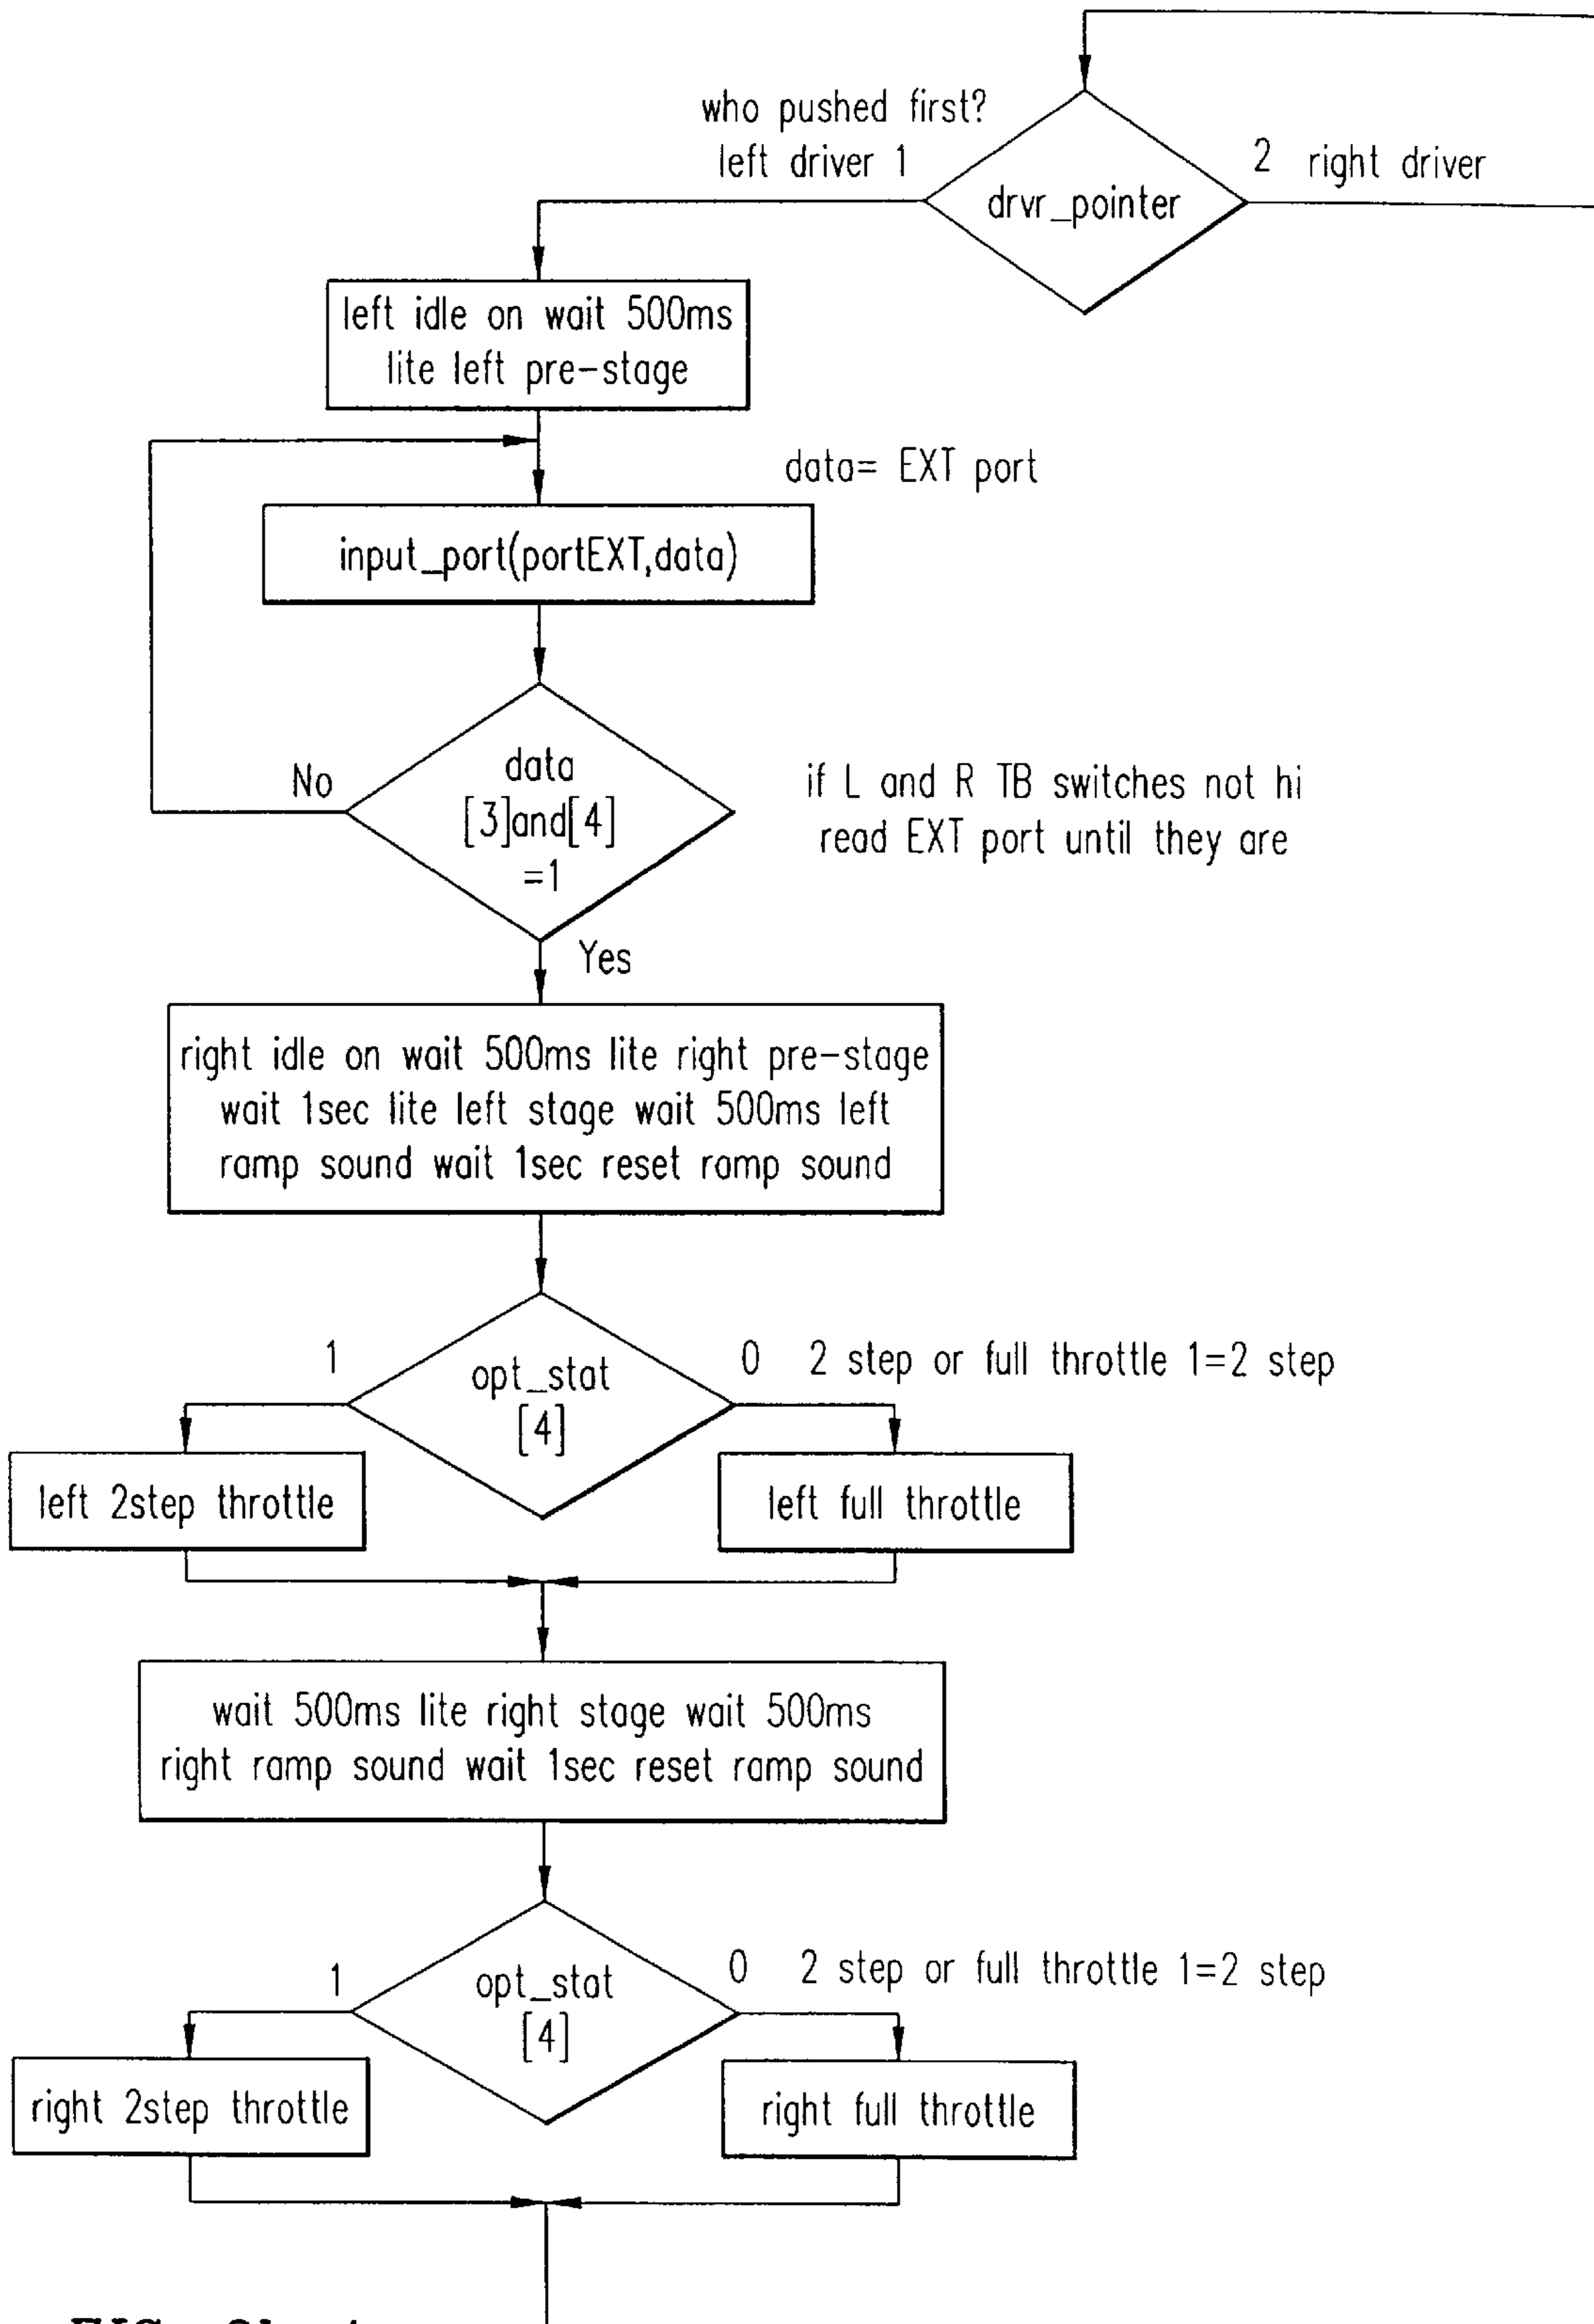 who pushed first?
left driver 1
2 right driver
drvr_pointer
left idle on wait 500ms
lite left pre-stage
data= EXT port
input_port(portEXT,data)
No
data
[3]and[4]
=1
if L and R TB switches not hi
read EXT port until they are
Yes
right idle on wait 500ms lite right pre-stage
wait 1sec lite left stage wait 500ms left
ramp sound wait 1sec reset ramp sound
1
opt_stat
[4]
0 2 step or full throttle 1=2 step
left 2step throttle
left full throttle
wait 500ms lite right stage wait 500ms
right ramp sound wait 1sec reset ramp sound
1
opt_stat
[4]
0 2 step or full throttle 1=2 step
right 2step throttle
right full throttle